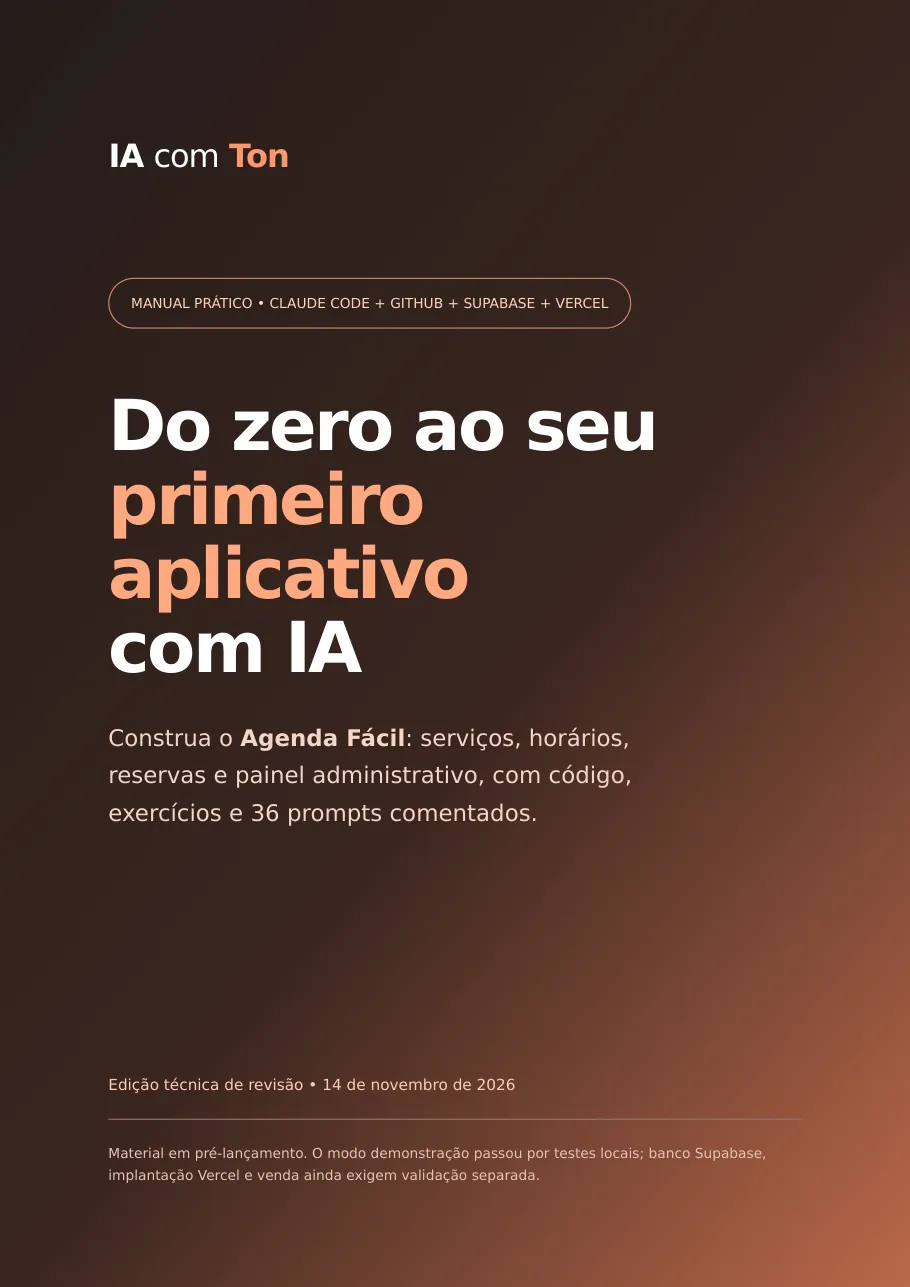 IA com Ton
MANUAL PRÁTICO • CLAUDE CODE + GITHUB + SUPABASE + VERCEL
Do zero ao seu
primeiro
aplicativo
com IA
Construa o Agenda Fácil: serviços, horários,
reservas e painel administrativo, com código,
exercícios e 36 prompts comentados.
Edição técnica de revisão • 14 de novembro de 2026
Material em pré-lançamento. O modo demonstração passou por testes locais; banco Supabase,
implantação Vercel e venda ainda exigem validação separada.